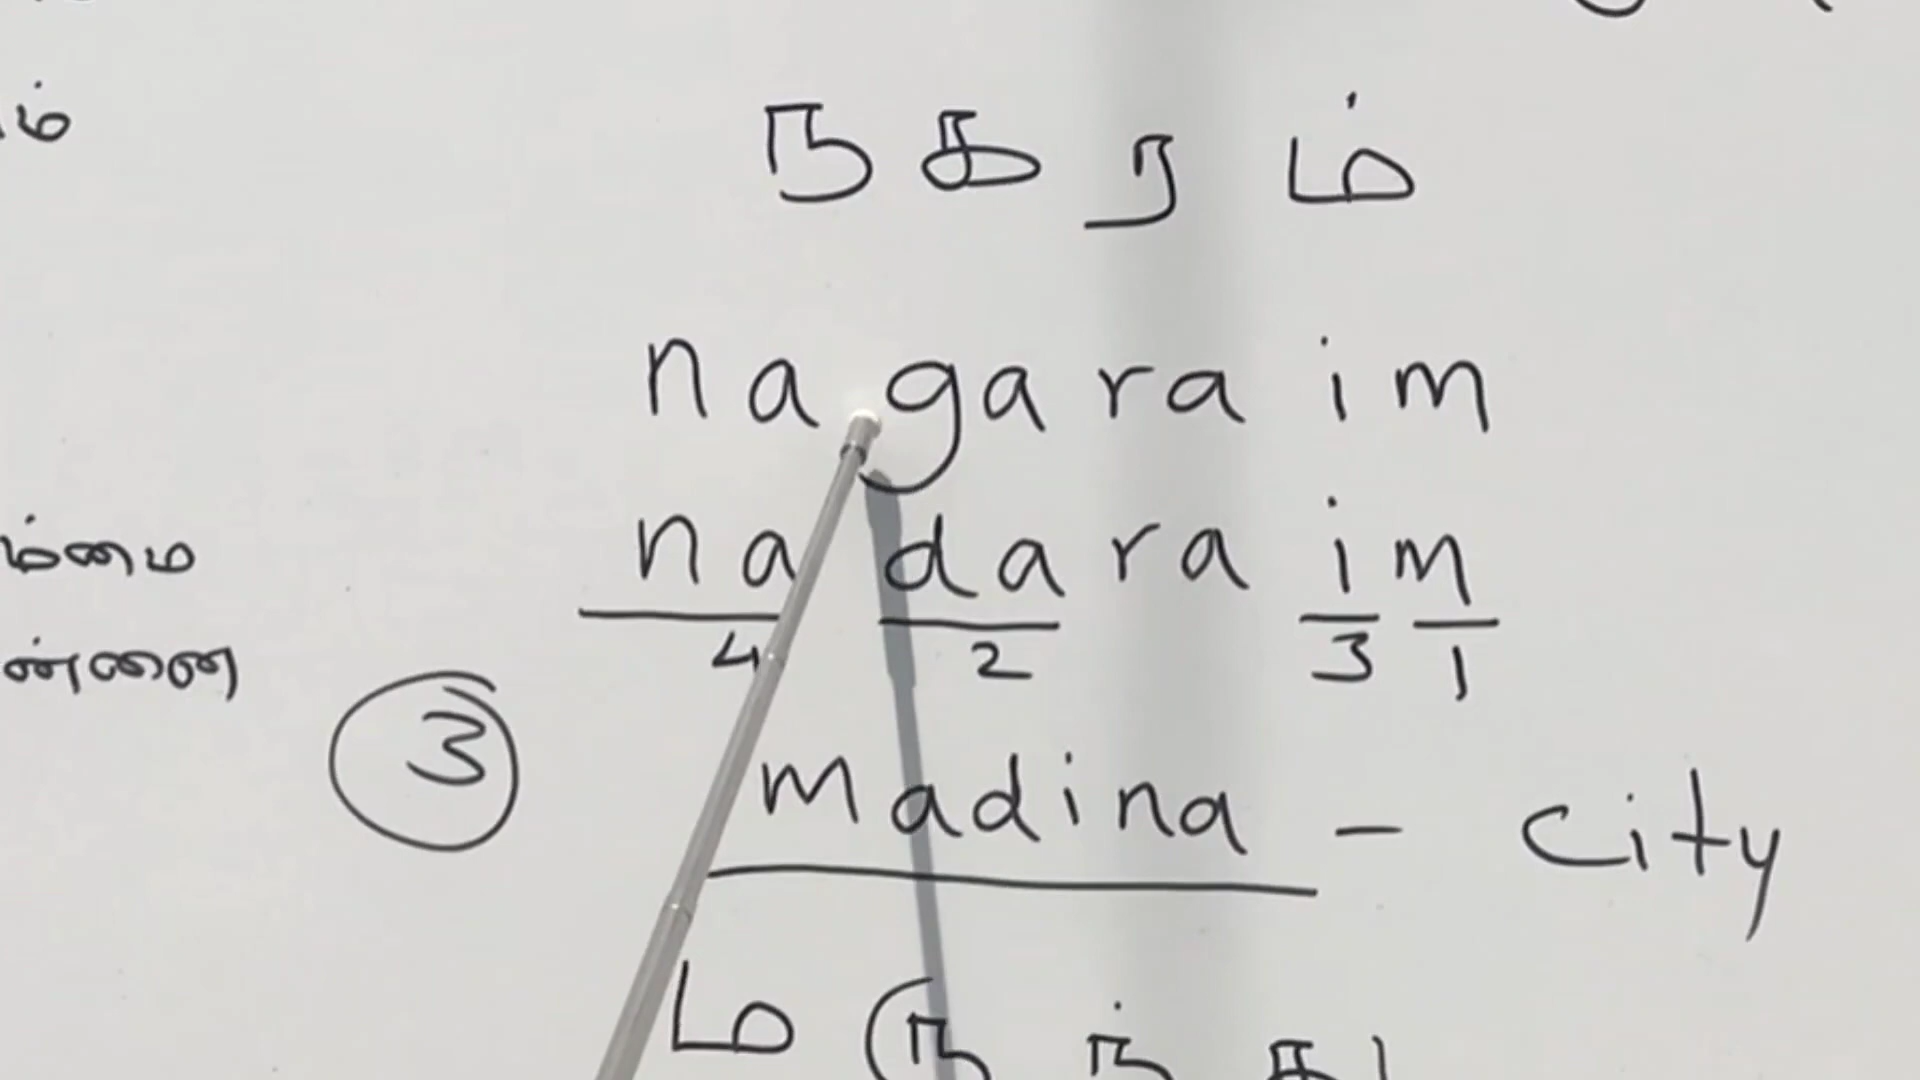 நகரம்
nagaraim
nadaraim
4 2 3 1
3
madina - city